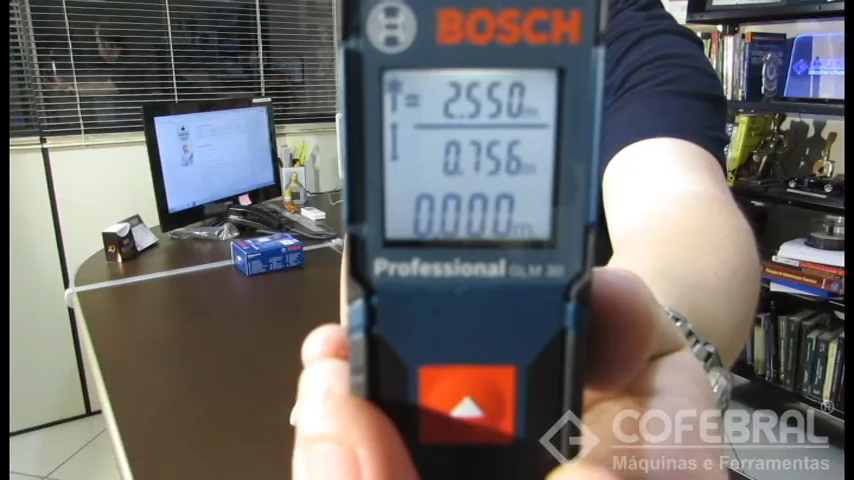 BOSCH
2.550m
0.756m
0.000m
Professional GLM 30
COFEBRAL®
Máquinas e Ferramentas